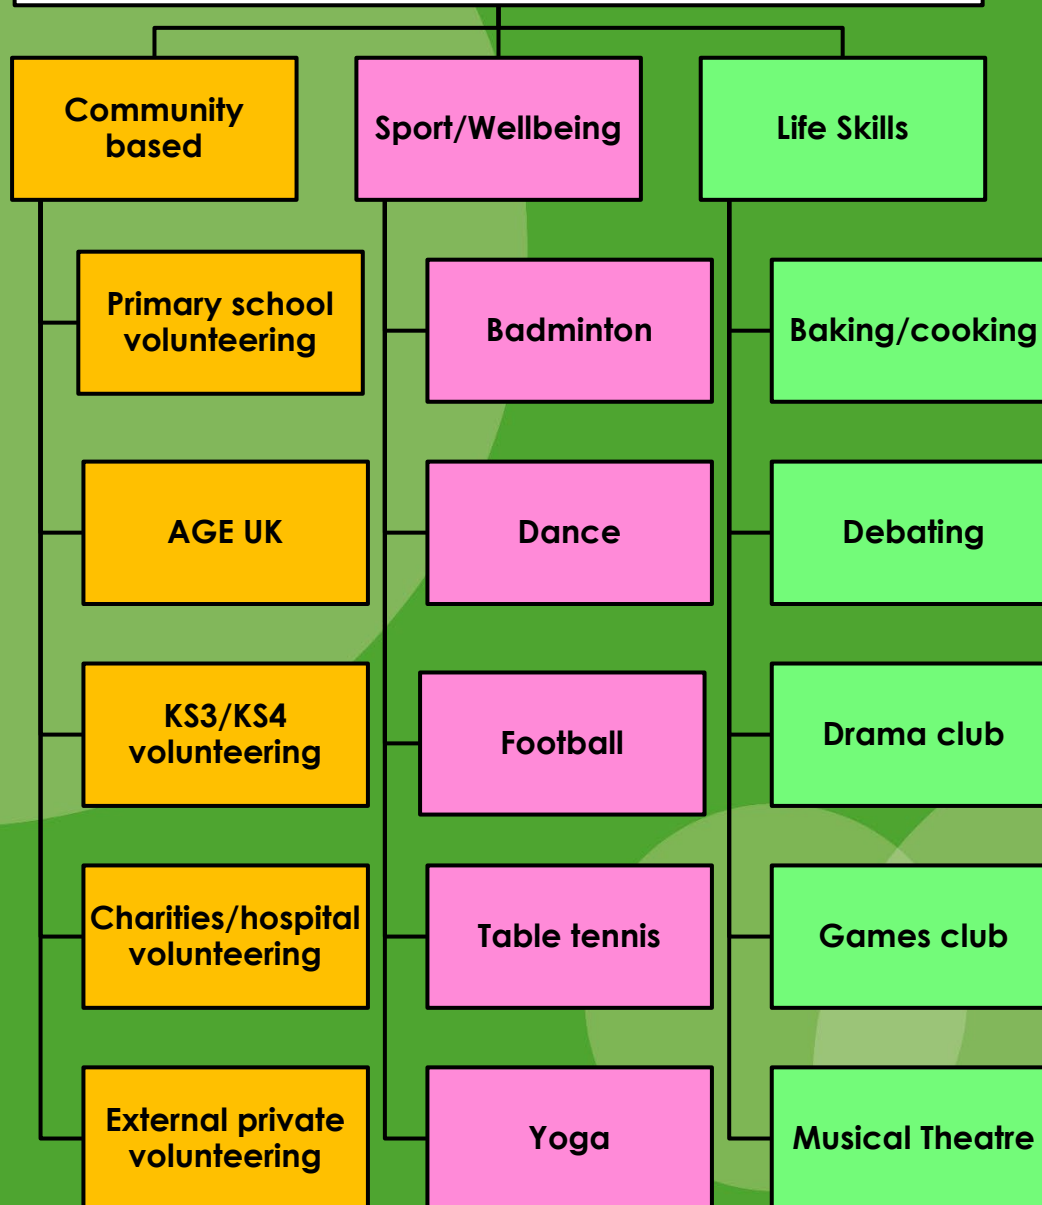 Community
based
Sport/Wellbeing
Life Skills
Primary school
volunteering
Badminton
Baking/cooking
AGE UK
Dance
Debating
KS3/KS4
volunteering
Football
Drama club
Charities/hospital
volunteering
Table tennis
Games club
External private
volunteering
Yoga
Musical Theatre